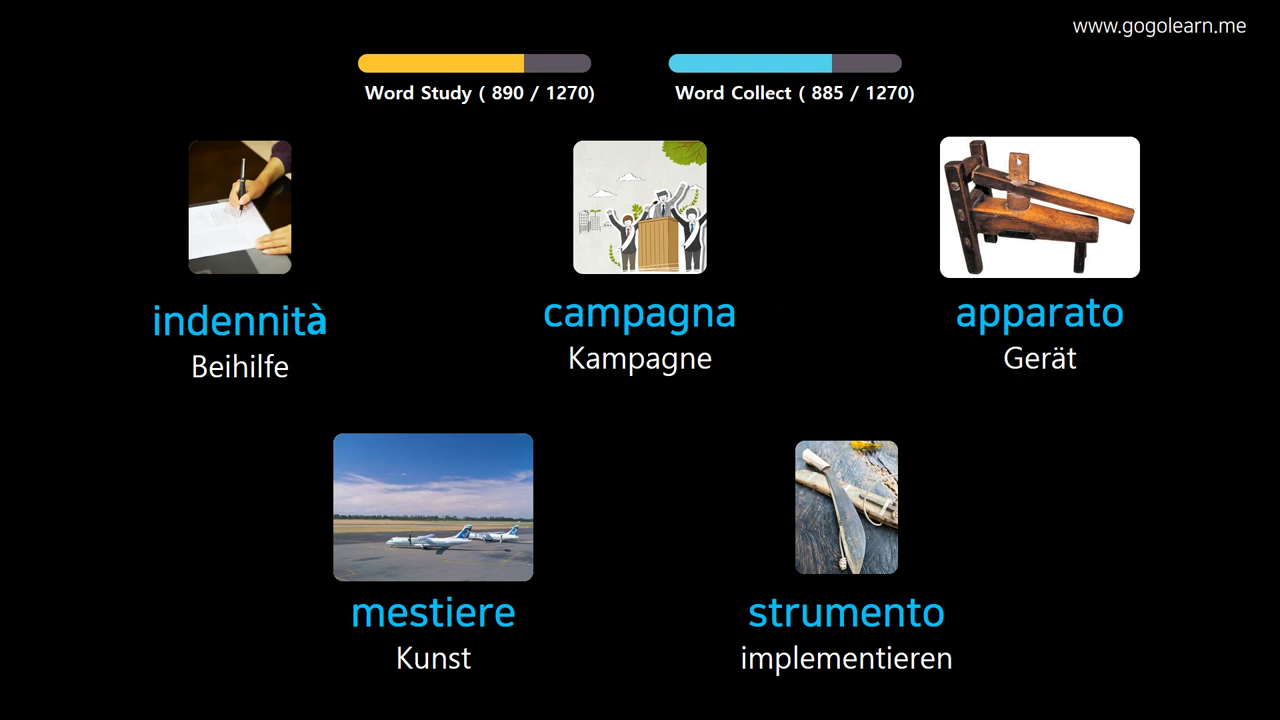 www.gogolearn.me
Word Study ( 890 / 1270)
Word Collect ( 885 / 1270)
indennità
Beihilfe
campagna
Kampagne
apparato
Gerät
mestiere
Kunst
strumento
implementieren